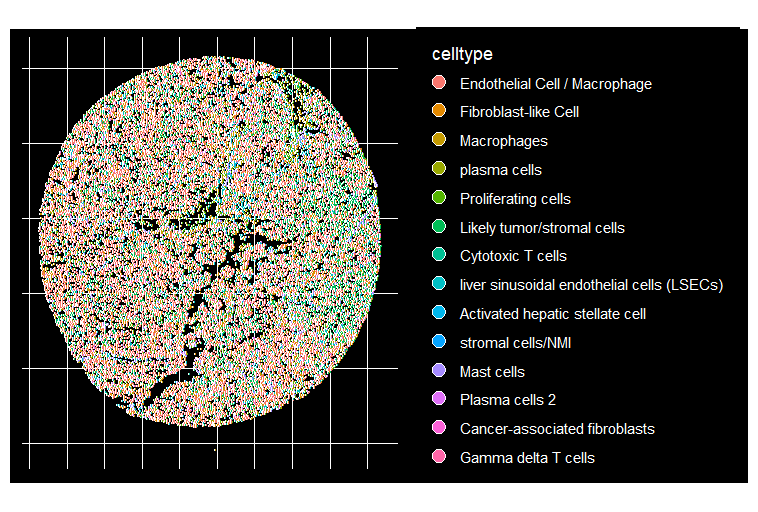 celltype
Endothelial Cell / Macrophage
Fibroblast-like Cell
Macrophages
plasma cells
Proliferating cells
Likely tumor/stromal cells
Cytotoxic T cells
liver sinusoidal endothelial cells (LSECs)
Activated hepatic stellate cell
stromal cells/NMI
Mast cells
Plasma cells 2
Cancer-associated fibroblasts
Gamma delta T cells